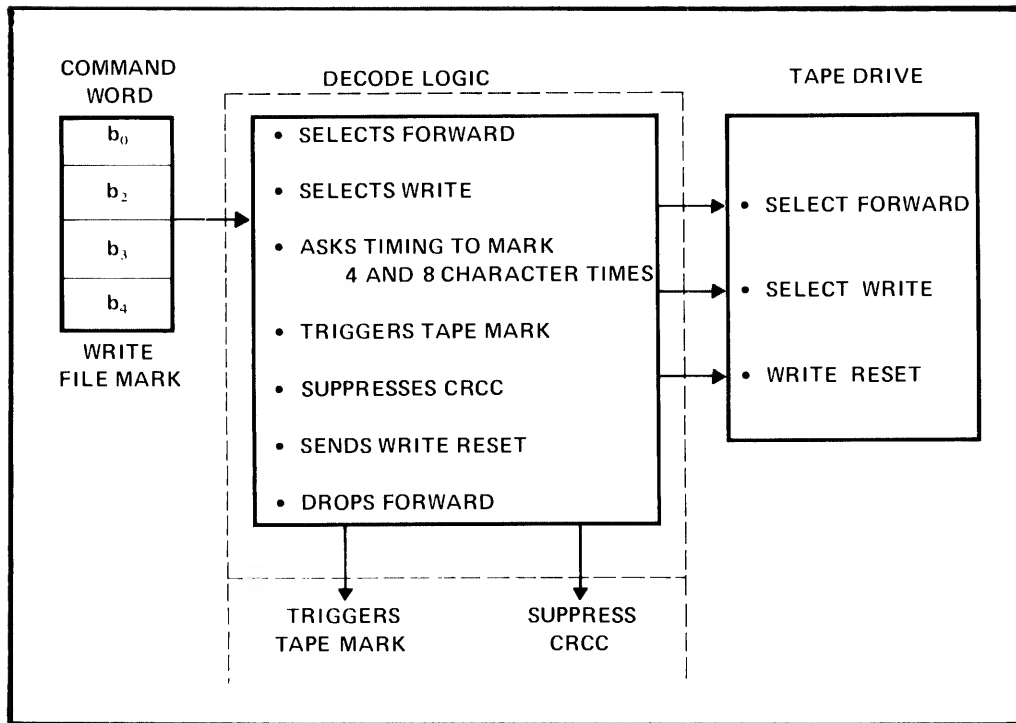 COMMAND
WORD
b₀
b₂
b₃
b₄
WRITE
FILE MARK
DECODE LOGIC
• SELECTS FORWARD
• SELECTS WRITE
• ASKS TIMING TO MARK
4 AND 8 CHARACTER TIMES
• TRIGGERS TAPE MARK
• SUPPRESSES CRCC
• SENDS WRITE RESET
• DROPS FORWARD
TRIGGERS
TAPE MARK
SUPPRESS
CRCC
TAPE DRIVE
• SELECT FORWARD
• SELECT WRITE
• WRITE RESET